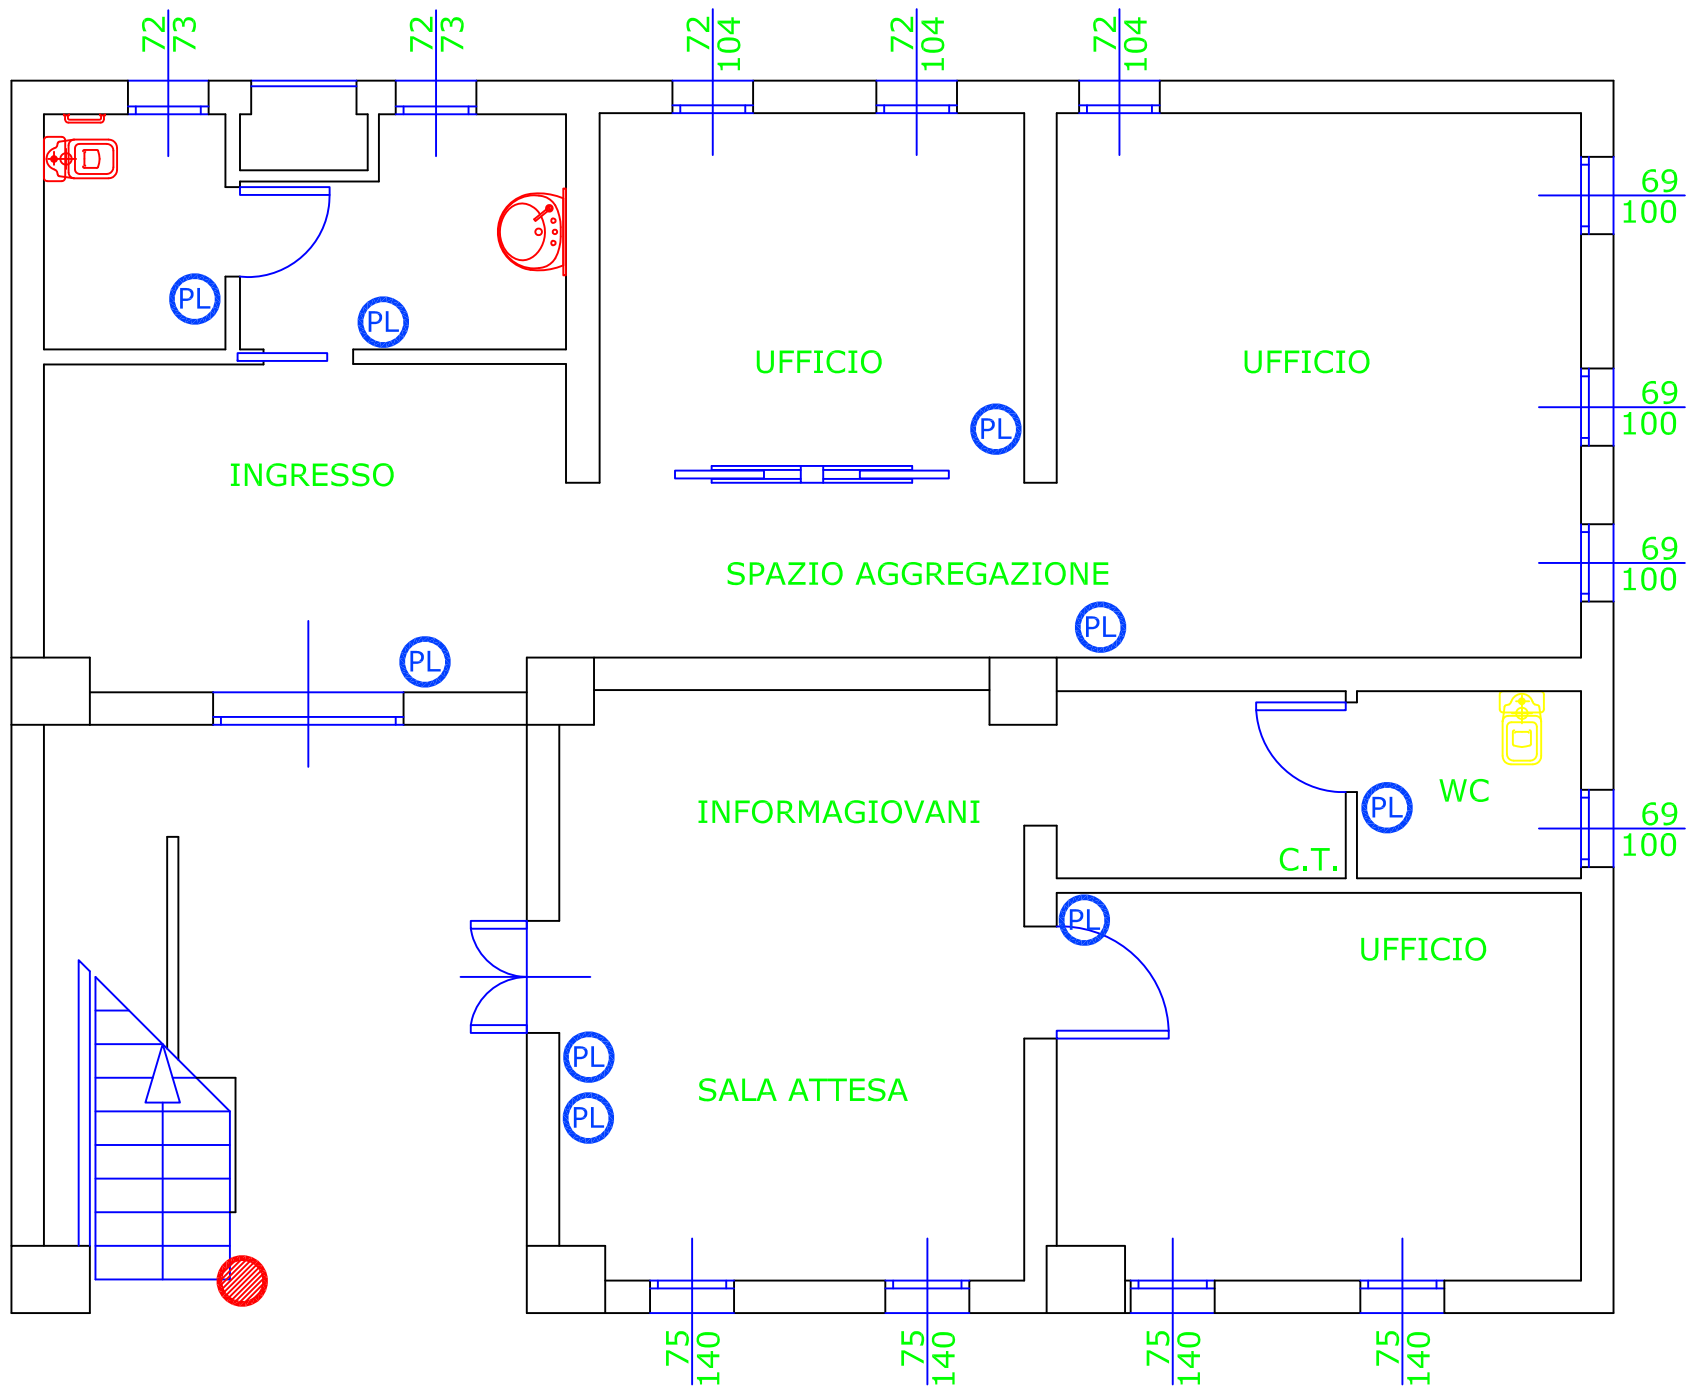 72
73
72
73
72
104
72
104
72
104
69
100
PL
PL
UFFICIO
UFFICIO
69
100
PL
INGRESSO
69
100
SPAZIO AGGREGAZIONE
PL
PL
WC
INFORMAGIOVANI
PL
69
100
C.T.
PL
UFFICIO
PL
SALA ATTESA
PL
75
140
75
140
75
140
75
140